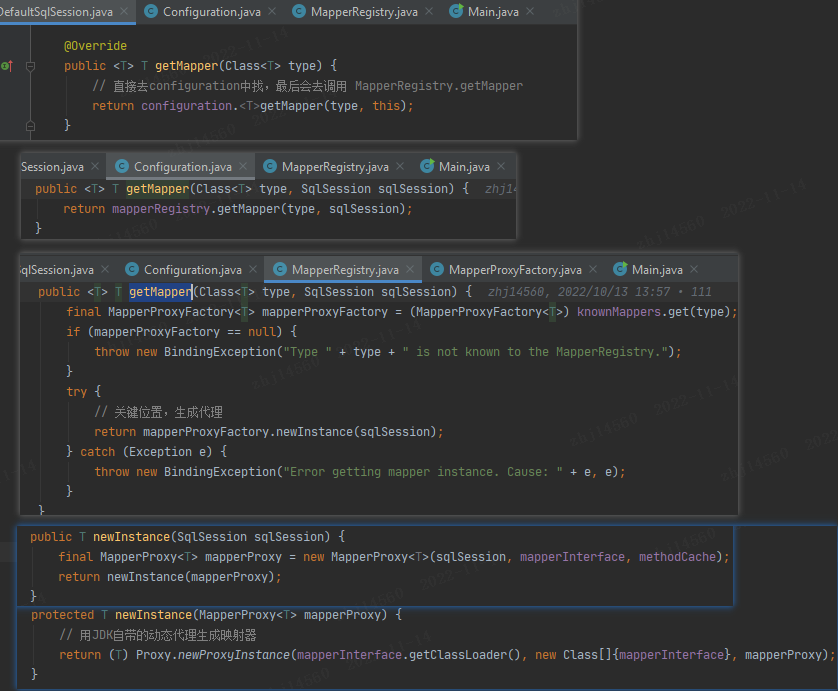 DefaultSqlSession.java × Configuration.java × MapperRegistry.java × Main.java ×
@Override
public <T> T getMapper(Class<T> type) {
// 直接去configuration中找,最后会去调用 MapperRegistry.getMapper
return configuration.<T>getMapper(type, this);
}
Session.java × Configuration.java × MapperRegistry.java × Main.java ×
public <T> T getMapper(Class<T> type, SqlSession sqlSession) { zhj14
return mapperRegistry.getMapper(type, sqlSession);
}
qlSession.java × Configuration.java × MapperRegistry.java × MapperProxyFactory.java × Main.java ×
public <T> T getMapper(Class<T> type, SqlSession sqlSession) { zhj14560, 2022/10/13 13:57 • 111
final MapperProxyFactory<T> mapperProxyFactory = (MapperProxyFactory<T>) knownMappers.get(type);
if (mapperProxyFactory == null) {
throw new BindingException("Type " + type + " is not known to the MapperRegistry.");
}
try {
// 关键位置,生成代理
return mapperProxyFactory.newInstance(sqlSession);
} catch (Exception e) {
throw new BindingException("Error getting mapper instance. Cause: " + e, e);
}
}
public T newInstance(SqlSession sqlSession) {
final MapperProxy<T> mapperProxy = new MapperProxy<T>(sqlSession, mapperInterface, methodCache);
return newInstance(mapperProxy);
}
protected T newInstance(MapperProxy<T> mapperProxy) {
// 用JDK自带的动态代理生成映射器
return (T) Proxy.newProxyInstance(mapperInterface.getClassLoader(), new Class[]{mapperInterface}, mapperProxy);
}